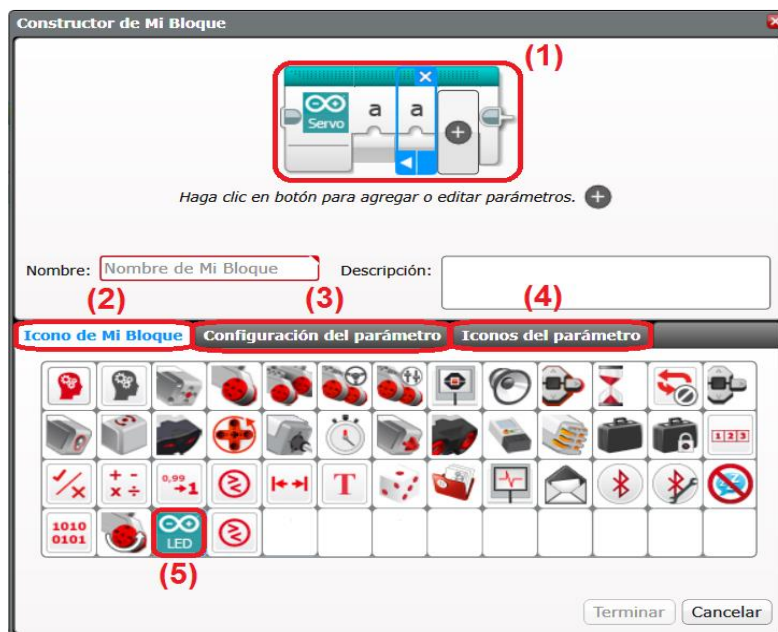 Constructor de Mi Bloque
(1)
Servo
a a
Haga clic en botón para agregar o editar parámetros.
Nombre: Nombre de Mi Bloque Descripción:
(2) (3) (4)
Icono de Mi Bloque Configuración del parámetro Iconos del parámetro
1 2 3
0,99
→1
T
1010
0101
LED
(5)
Terminar Cancelar